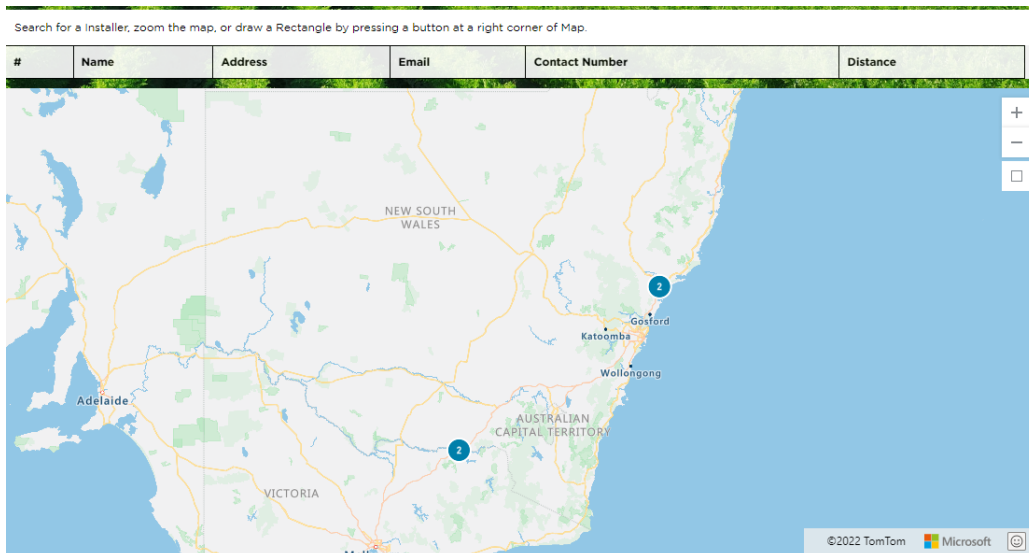 Search for a Installer, zoom the map, or draw a Rectangle by pressing a button at a right corner of Map.
# Name Address Email Contact Number Distance
+
−
NEW SOUTH
WALES
2
Gosford
Katoomba
Wollongong
Adelaide
AUSTRALIAN
CAPITAL TERRITORY
2
VICTORIA
©2022 TomTom Microsoft